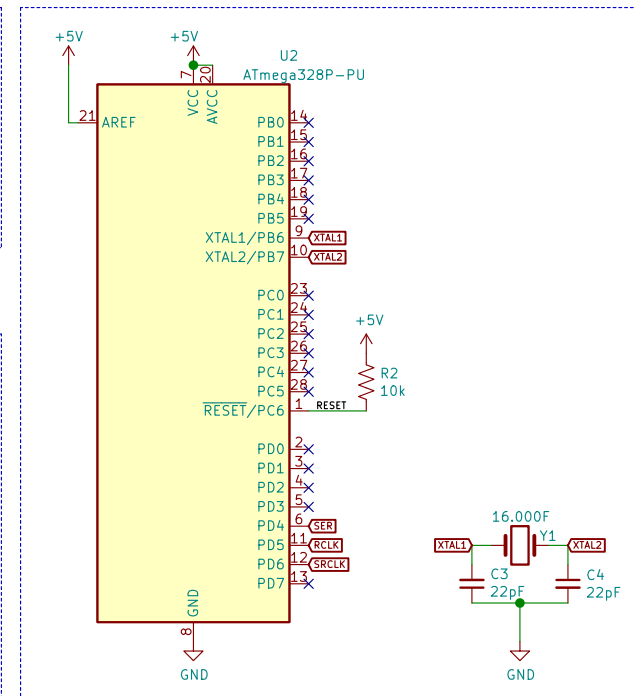 +5V
+5V
U2
ATmega328P-PU
7
20
VCC
AVCC
21
AREF
PB0 14
PB1 15
PB2 16
PB3 17
PB4 18
PB5 19
XTAL1/PB6 9 XTAL1
XTAL2/PB7 10 XTAL2
PC0 23
PC1 24
PC2 25
PC3 26
PC4 27
PC5 28
RESET/PC6 1 RESET
+5V
R2
10k
PD0 2
PD1 3
PD2 4
PD3 5
PD4 6 SER
PD5 11 RCLK
PD6 12 SRCLK
PD7 13
GND
8
GND
16.000F
Y1
XTAL1
XTAL2
C3
22pF
C4
22pF
GND